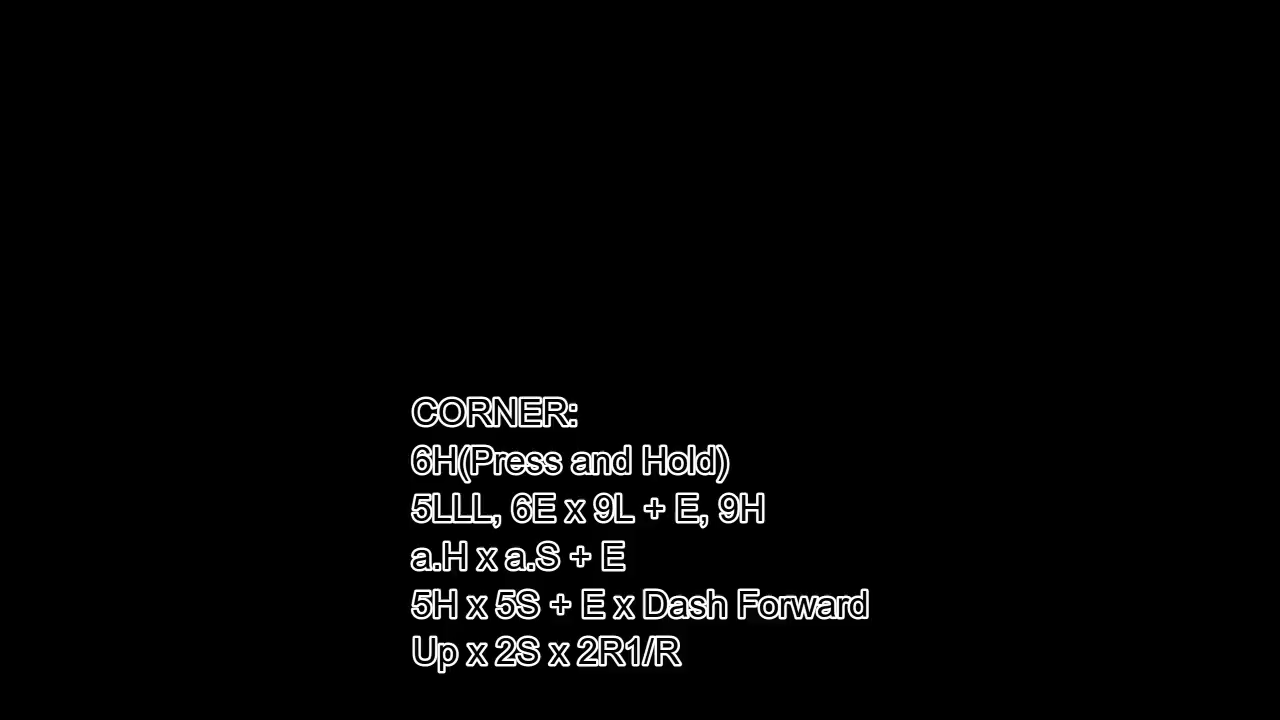 CORNER:
6H(Press and Hold)
5LLL, 6E x 9L + E, 9H
a.H x a.S + E
5H x 5S + E x Dash Forward
Up x 2S x 2R1/R